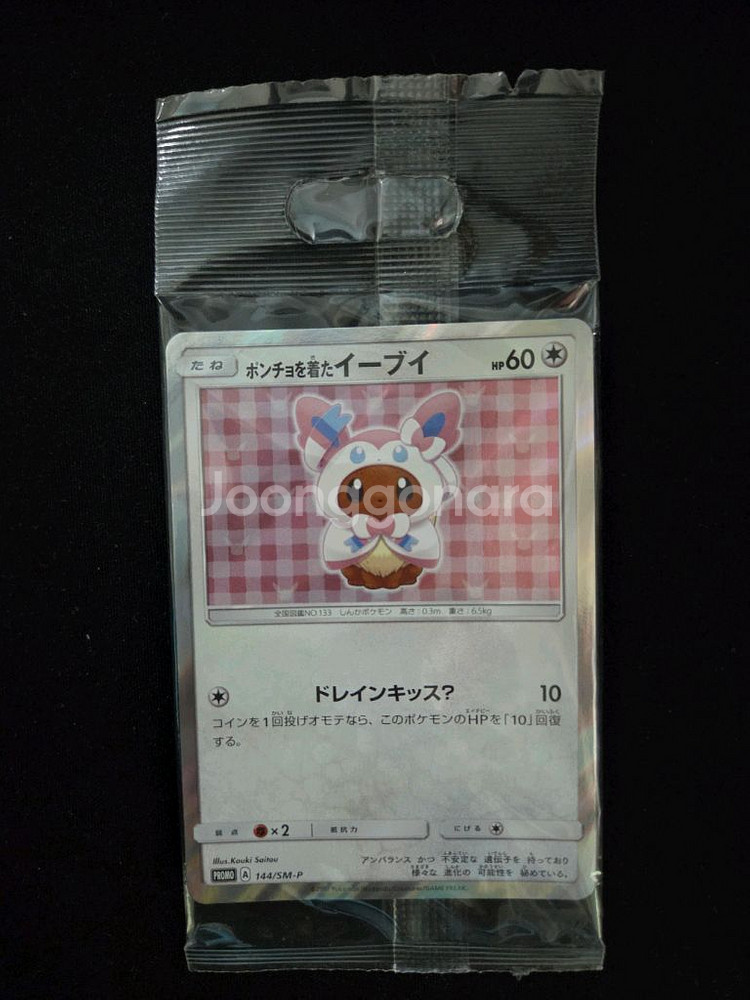 たね ポンチョを着たイーブイ HP60
Joonggonara
全国図鑑NO.133 しんかポケモン 高さ:0.3m 重さ:6.5kg
ドレインキッス? 10
コインを1回投げオモテなら、このポケモンのHPを「10」回復
する。
弱点 ×2 抵抗力 にげる
Illus.Kouki Saitou
アンバランス かつ 不安定な 遺伝子を 持っており
様々な 進化の 可能性を 秘めている。
PROMO A 144/SM-P